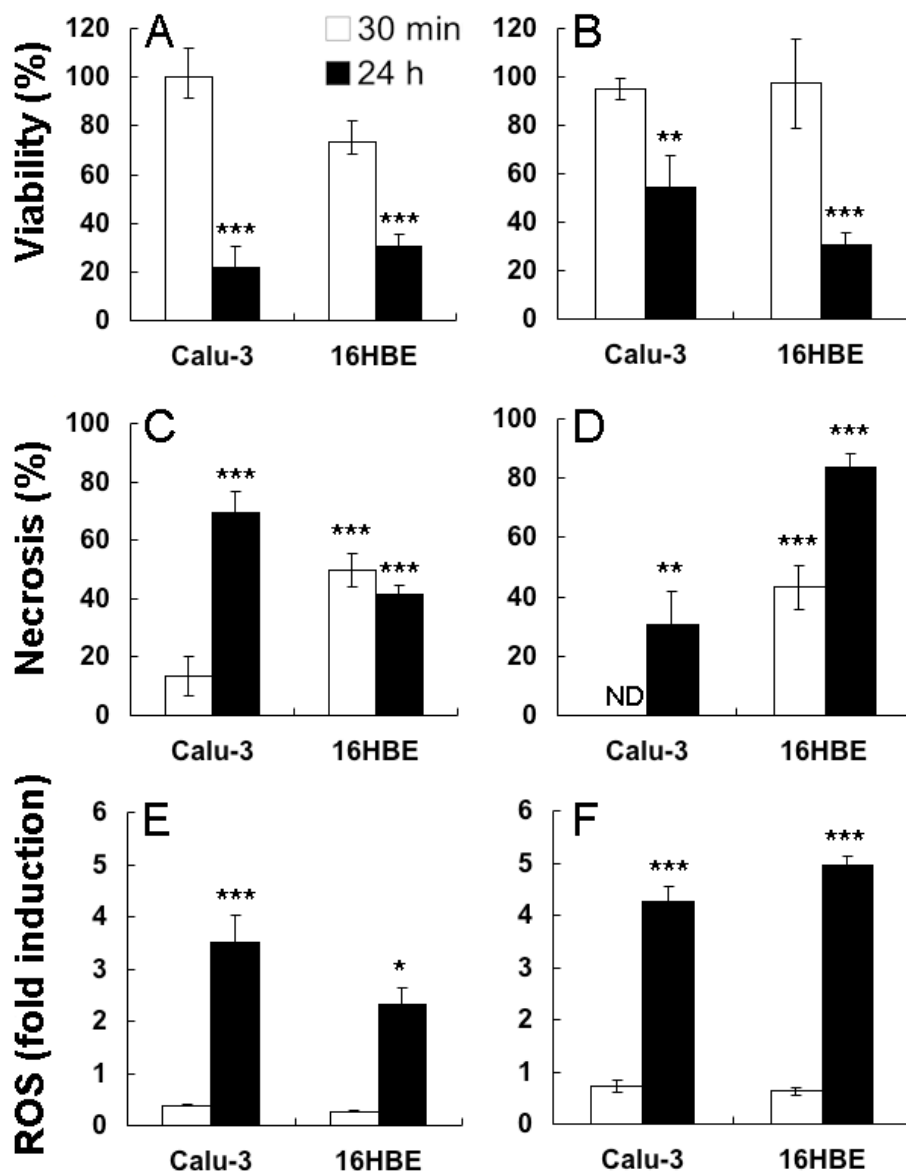 A
30 min
24 h
Viability (%)
120
100
80
60
40
20
0
***
***
Calu-3
16HBE
B
120
100
80
60
40
20
0
**
***
Calu-3
16HBE
C
Necrosis (%)
100
80
60
40
20
0
***
***
***
Calu-3
16HBE
D
100
80
60
40
20
0
ND
**
***
***
Calu-3
16HBE
E
ROS (fold induction)
6
5
4
3
2
1
0
***
*
Calu-3
16HBE
F
6
5
4
3
2
1
0
***
***
Calu-3
16HBE